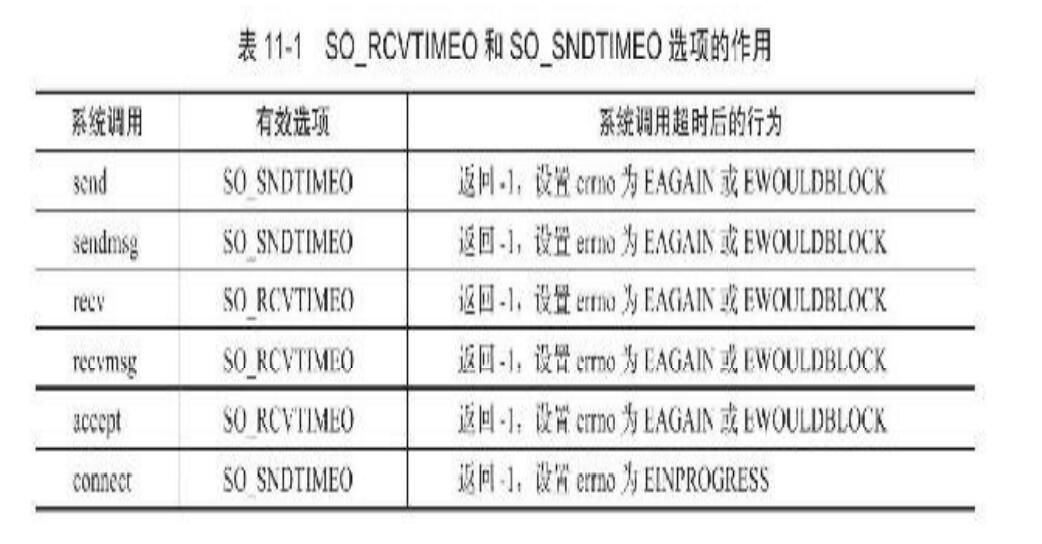 表 11-1 SO_RCVTIMEO 和 SO_SNDTIMEO 选项的作用
系统调用 有效选项 系统调用超时后的行为
send SO_SNDTIMEO 返回 -1，设置 errno 为 EAGAIN 或 EWOULDBLOCK
sendmsg SO_SNDTIMEO 返回 -1，设置 errno 为 EAGAIN 或 EWOULDBLOCK
recv SO_RCVTIMEO 返回 -1，设置 errno 为 EAGAIN 或 EWOULDBLOCK
recvmsg SO_RCVTIMEO 返回 -1，设置 errno 为 EAGAIN 或 EWOULDBLOCK
accept SO_RCVTIMEO 返回 -1，设置 errno 为 EAGAIN 或 EWOULDBLOCK
connect SO_SNDTIMEO 返回 -1，设置 errno 为 EINPROGRESS